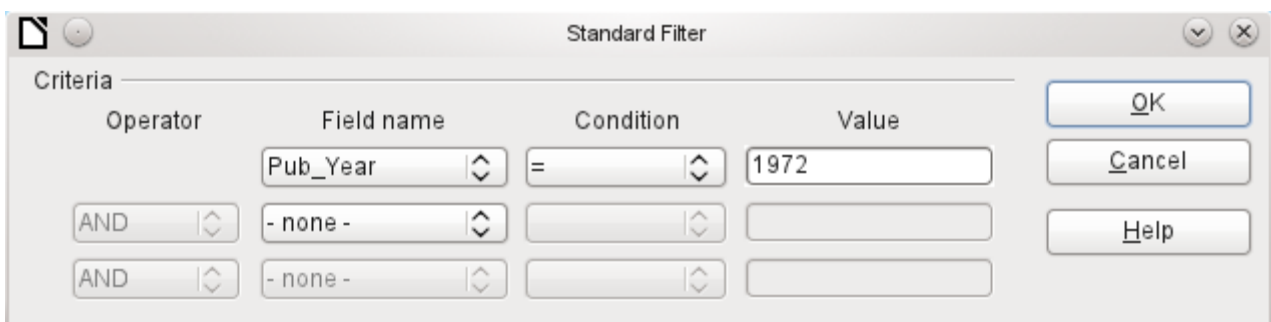 Standard Filter
Criteria
Operator Field name Condition Value
Pub_Year = 1972
AND - none -
AND - none -
OK
Cancel
Help